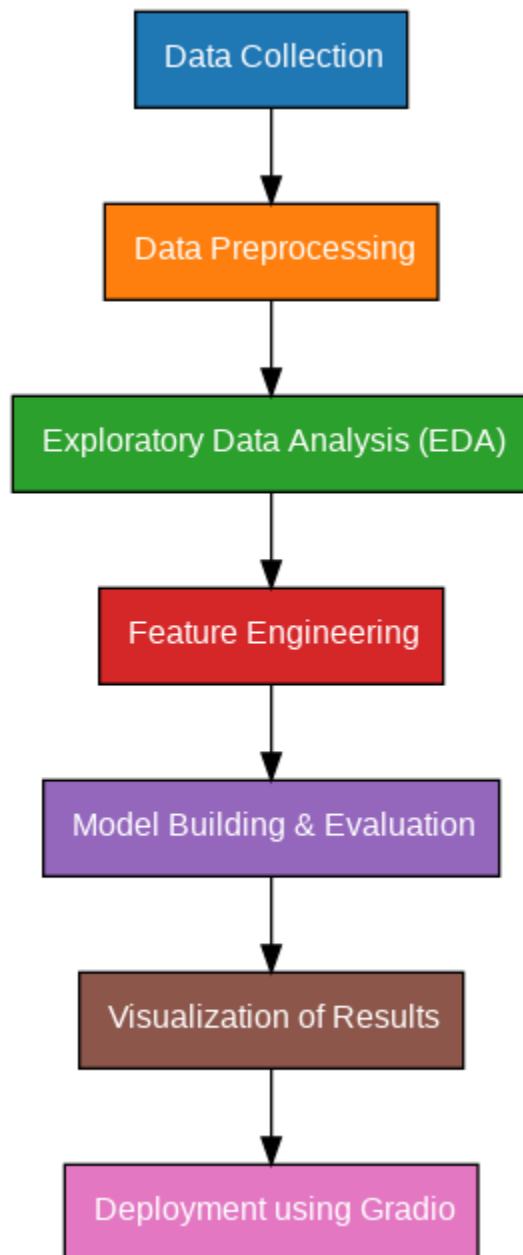 Data Collection
Data Preprocessing
Exploratory Data Analysis (EDA)
Feature Engineering
Model Building & Evaluation
Visualization of Results
Deployment using Gradio